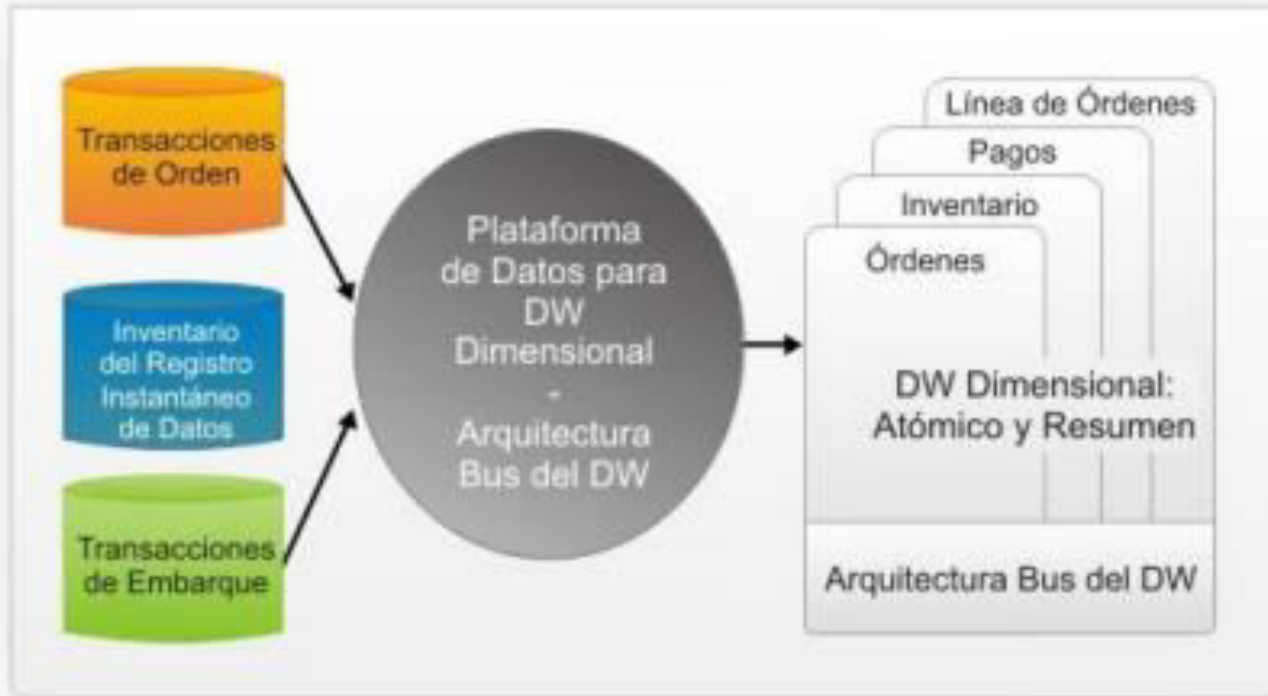 Transacciones
de Orden
Inventario
del Registro
Instantáneo
de Datos
Transacciones
de Embarque
Plataforma
de Datos para
DW
Dimensional
-
Arquitectura
Bus del DW
Línea de Órdenes
Pagos
Inventario
Órdenes
DW Dimensional:
Atómico y Resumen
Arquitectura Bus del DW